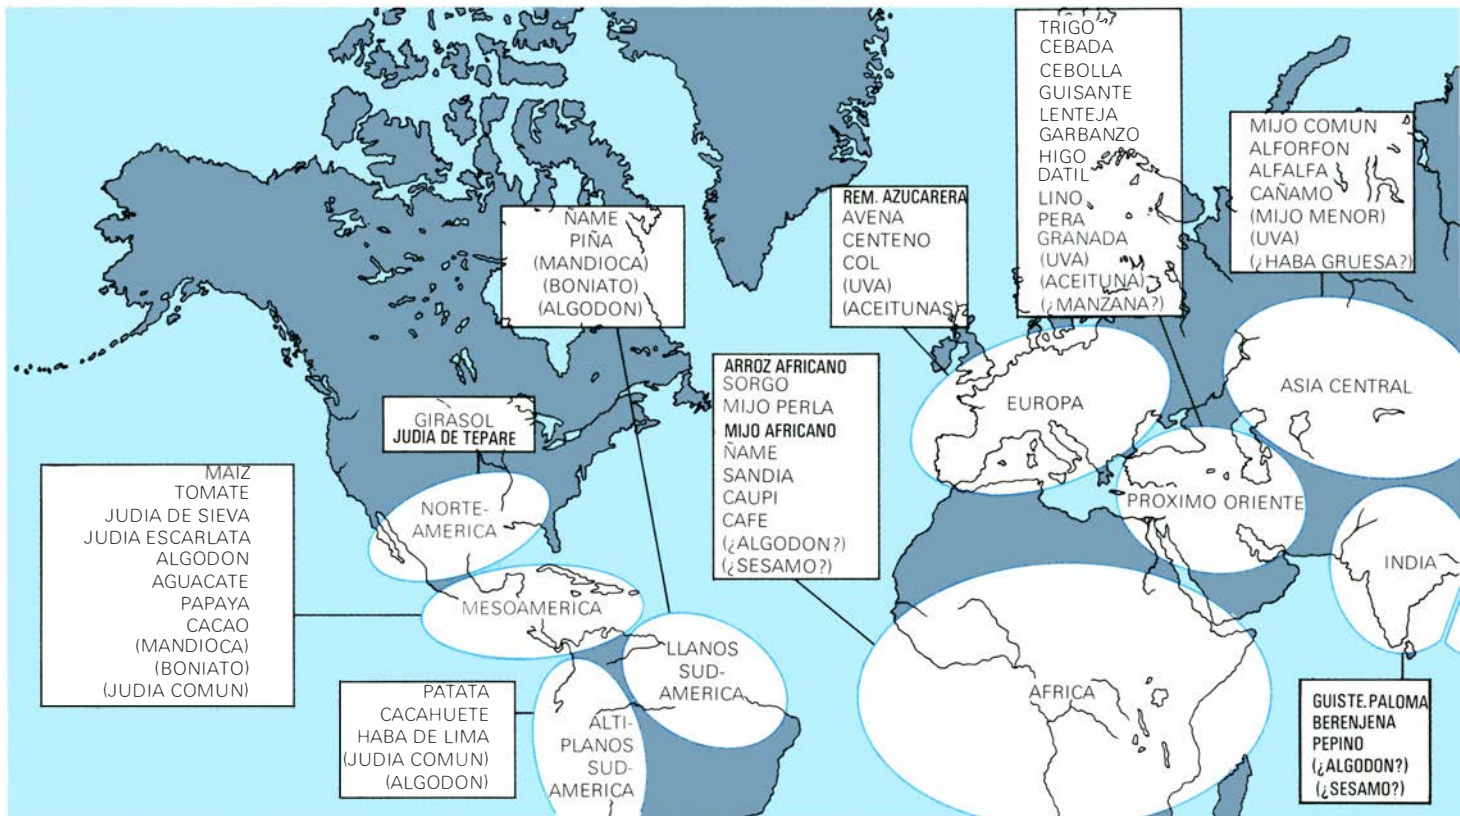 TRIGO
CEBADA
CEBOLLA
GUISANTE
LENTEJA
GARBANZO
HIGO
DATIL
LINO
PERA
GRANADA
(UVA)
(ACEITUNA)
(¿MANZANA?)
MIJO COMUN
ALFORFON
ALFALFA
CAÑAMO
(MIJO MENOR)
(UVA)
(¿HABA GRUESA?)
REM. AZUCARERA
AVENA
CENTENO
COL
(UVA)
(ACEITUNAS)
ÑAME
PIÑA
(MANDIOCA)
(BONIATO)
(ALGODON)
ARROZ AFRICANO
SORGO
MIJO PERLA
MIJO AFRICANO
ÑAME
SANDIA
CAUPI
CAFE
(¿ALGODON?)
(¿SESAMO?)
GIRASOL
JUDIA DE TEPARE
MAIZ
TOMATE
JUDIA DE SIEVA
JUDIA ESCARLATA
ALGODON
AGUACATE
PAPAYA
CACAO
(MANDIOCA)
(BONIATO)
(JUDIA COMUN)
PATATA
CACAHUETE
HABA DE LIMA
(JUDIA COMUN)
(ALGODON)
NORTE-
AMERICA
MESOAMERICA
LLANOS
SUD-
AMERICA
ALTI-
PLANOS
SUD-
AMERICA
EUROPA
ASIA CENTRAL
PROXIMO ORIENTE
INDIA
AFRICA
GUISTE.PALOMA
BERENJENA
PEPINO
(¿ALGODON?)
(¿SESAMO?)